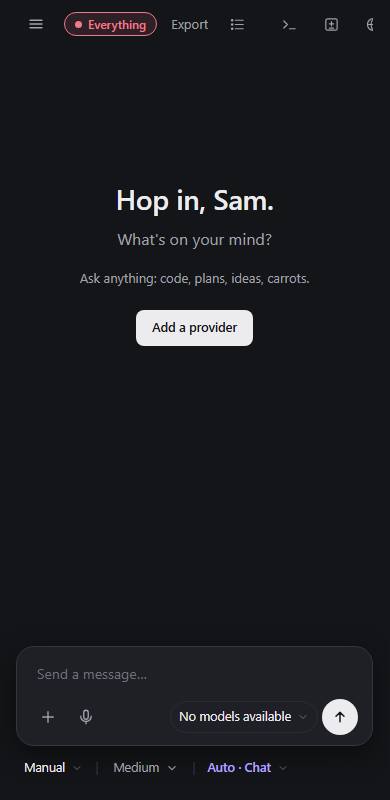 Everything
Export
Hop in, Sam.
What's on your mind?
Ask anything: code, plans, ideas, carrots.
Add a provider
Send a message...
No models available
Manual
Medium
Auto · Chat